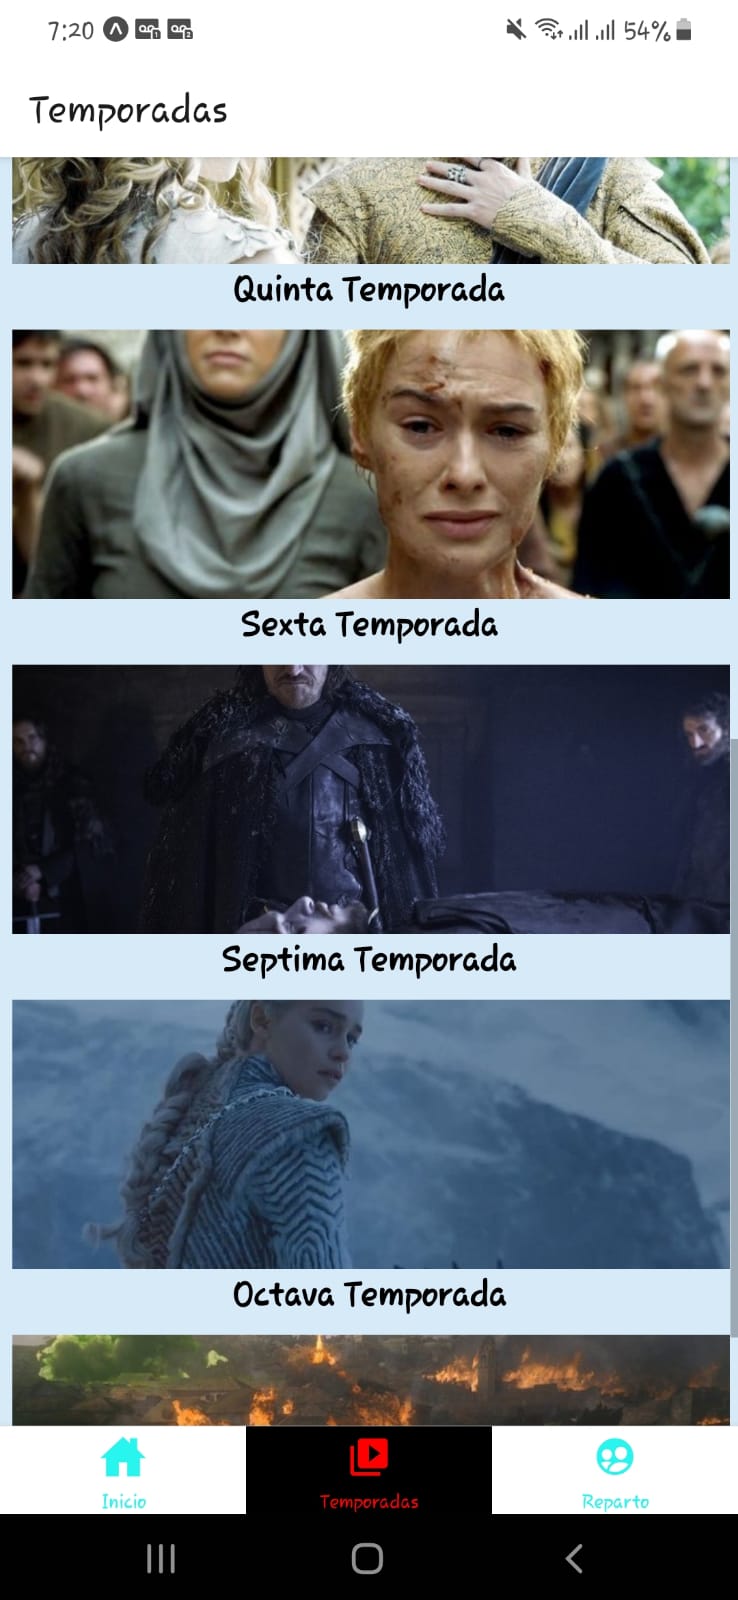 7:20 54%
Temporadas
Quinta Temporada
Sexta Temporada
Septima Temporada
Octava Temporada
Inicio Temporadas Reparto